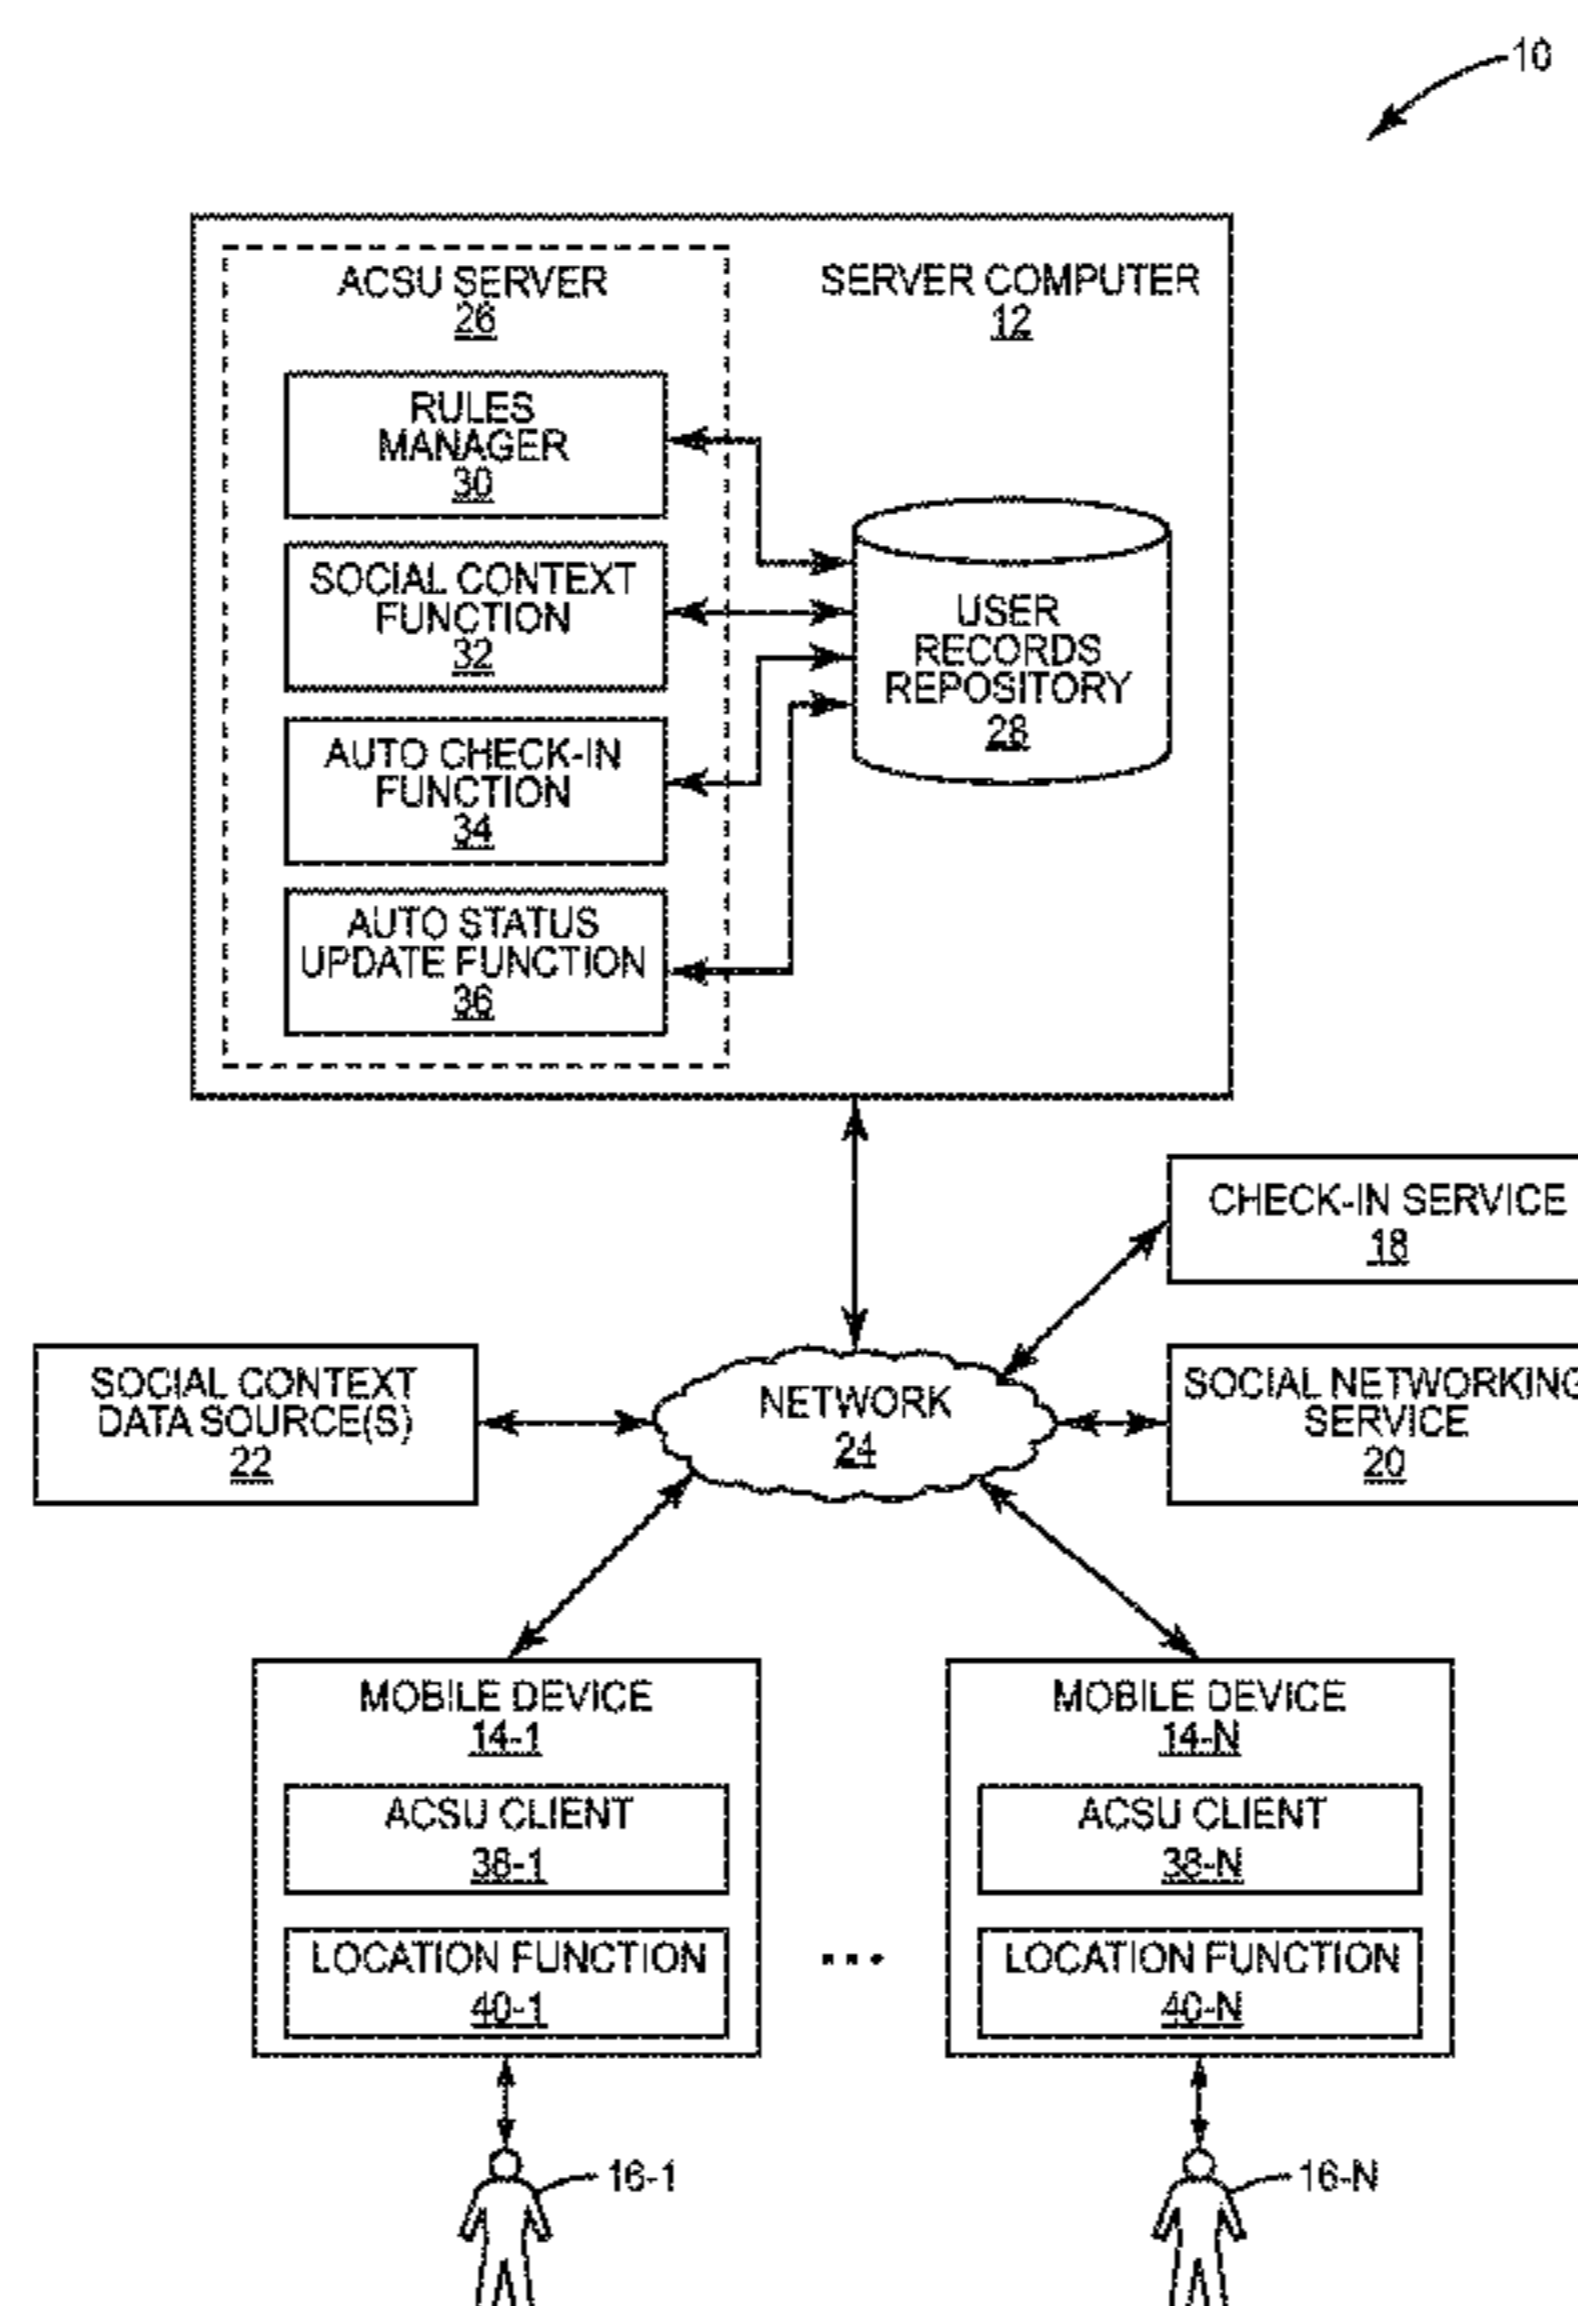 10
ACSU SERVER
26
SERVER COMPUTER
12
RULES
MANAGER
30
SOCIAL CONTEXT
FUNCTION
32
AUTO CHECK-IN
FUNCTION
34
AUTO STATUS
UPDATE FUNCTION
36
USER
RECORDS
REPOSITORY
28
CHECK-IN SERVICE
18
SOCIAL CONTEXT
DATA SOURCE(S)
22
NETWORK
24
SOCIAL NETWORKING
SERVICE
20
MOBILE DEVICE
14-1
ACSU CLIENT
38-1
LOCATION FUNCTION
40-1
...
MOBILE DEVICE
14-N
ACSU CLIENT
38-N
LOCATION FUNCTION
40-N
16-1
16-N